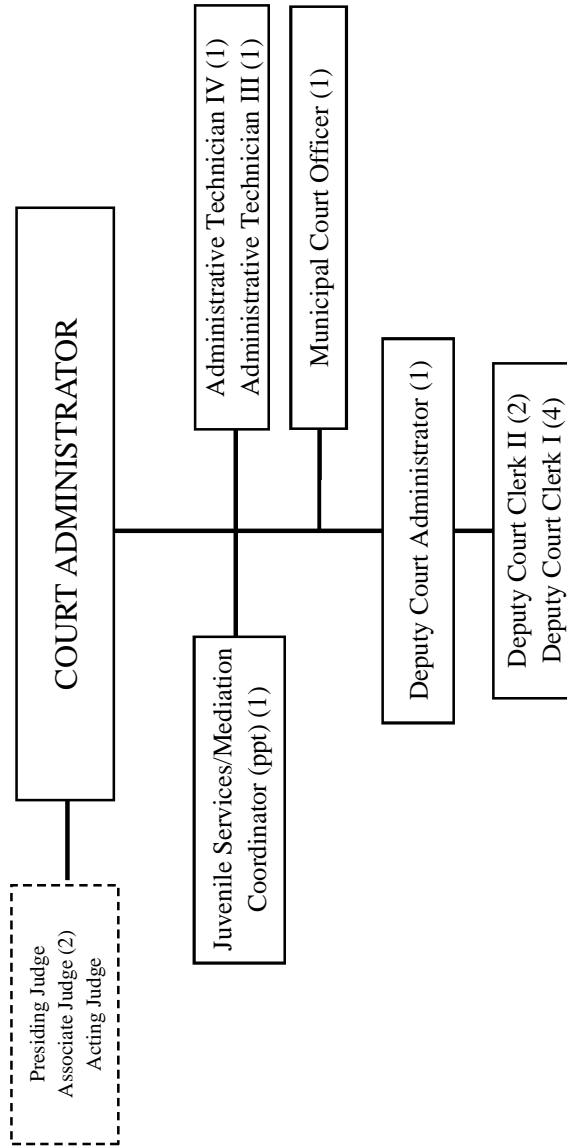 COURT ADMINISTRATOR
Presiding Judge
Associate Judge (2)
Acting Judge
Juvenile Services/Mediation
Coordinator (ppt) (1)
Administrative Technician IV (1)
Administrative Technician III (1)
Municipal Court Officer (1)
Deputy Court Administrator (1)
Deputy Court Clerk II (2)
Deputy Court Clerk I (4)